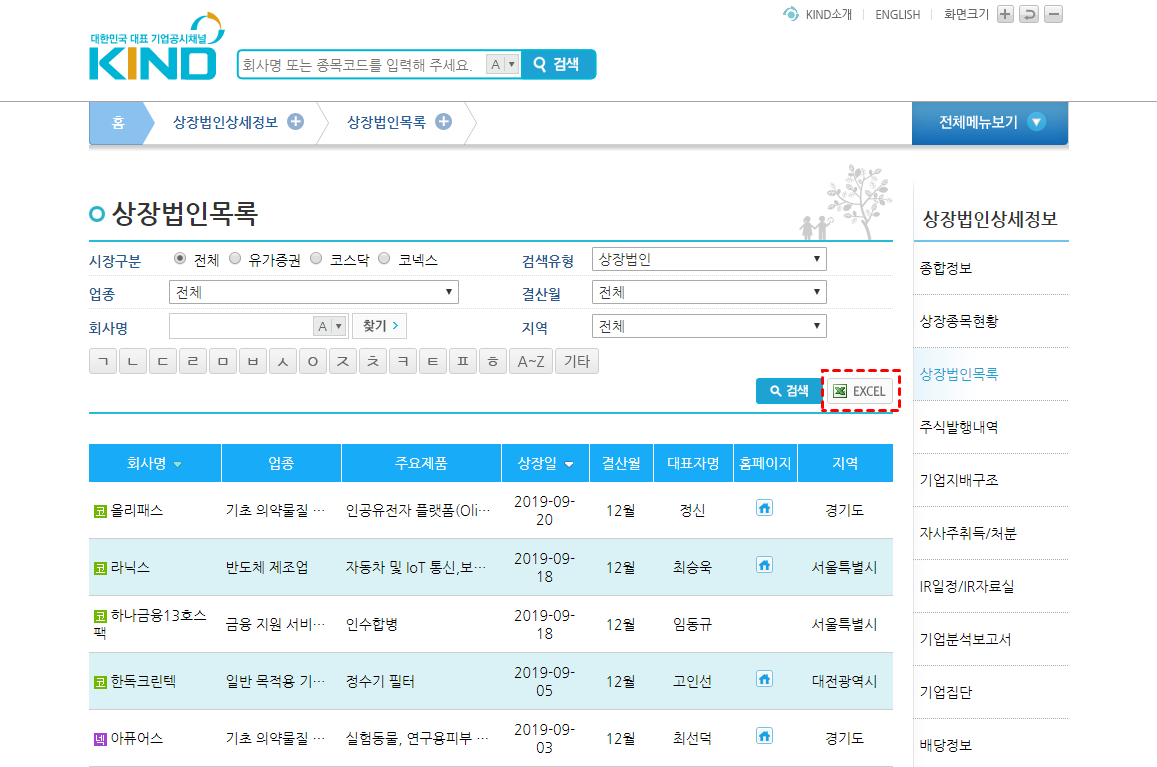 KIND소개 ENGLISH 화면크기
대한민국 대표 기업공시채널
KIND
회사명 또는 종목코드를 입력해 주세요. A 검색
홈 상장법인상세정보 상장법인목록 전체메뉴보기
상장법인목록
시장구분 전체 유가증권 코스닥 코넥스 검색유형 상장법인
업종 전체 결산월 전체
회사명 A 찾기 지역 전체
ㄱ ㄴ ㄷ ㄹ ㅁ ㅂ ㅅ ㅇ ㅈ ㅊ ㅋ ㅌ ㅍ ㅎ A~Z 기타
검색 EXCEL
회사명 업종 주요제품 상장일 결산월 대표자명 홈페이지 지역
코 올리패스 기초 의약물질 … 인공유전자 플랫폼(Oli… 2019-09-20 12월 정신 경기도
코 라닉스 반도체 제조업 자동차 및 IoT 통신,보… 2019-09-18 12월 최승욱 서울특별시
코 하나금융13호스팩 금융 지원 서비… 인수합병 2019-09-18 12월 임동규 서울특별시
코 한독크린텍 일반 목적용 기… 정수기 필터 2019-09-05 12월 고인선 대전광역시
넥 아퓨어스 기초 의약물질 … 실험동물, 연구용피부 … 2019-09-03 12월 최선덕 경기도
상장법인상세정보
종합정보
상장종목현황
상장법인목록
주식발행내역
기업지배구조
자사주취득/처분
IR일정/IR자료실
기업분석보고서
기업집단
배당정보